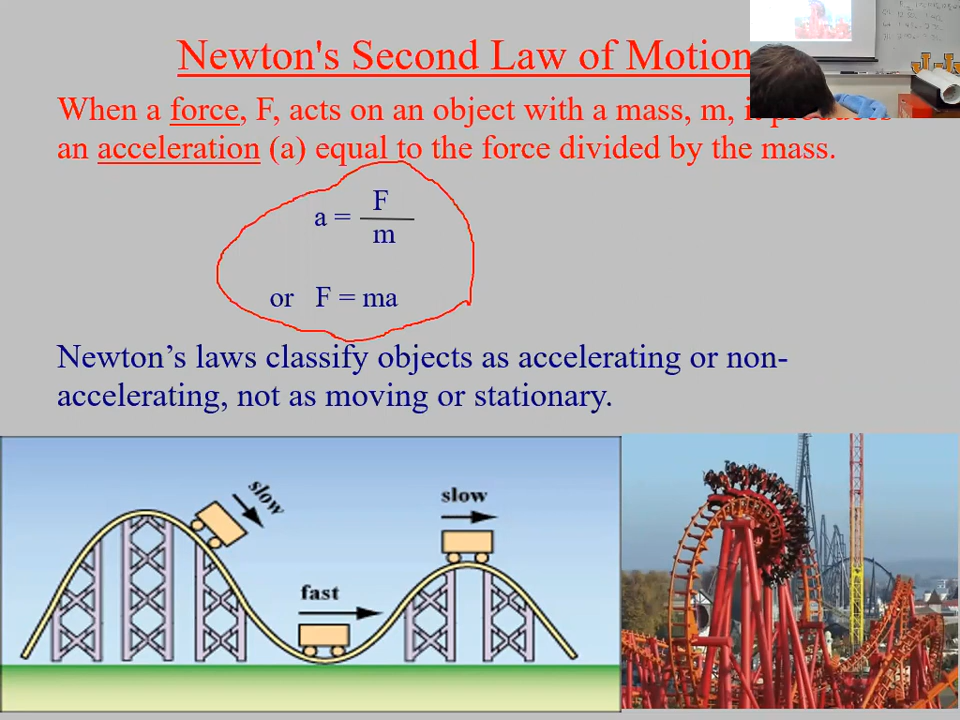 Newton's Second Law of Motion
When a force, F, acts on an object with a mass, m, it produces
an acceleration (a) equal to the force divided by the mass.
a = F
m
or F = ma
Newton’s laws classify objects as accelerating or non-
accelerating, not as moving or stationary.
slow
slow
fast